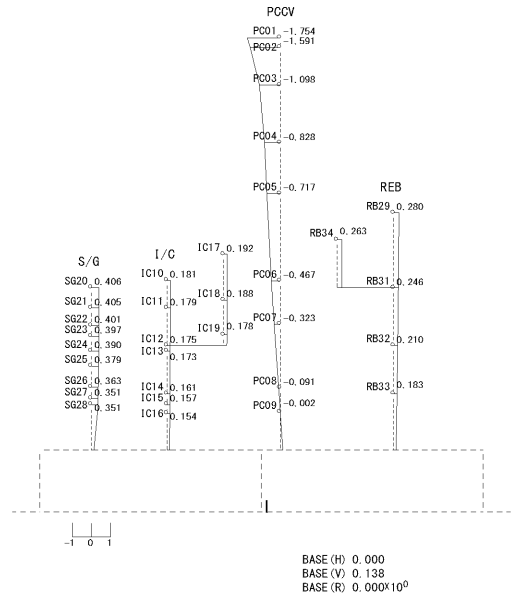 PCCV
PC01 -1.754
PC02 -1.591
PC03 -1.098
PC04 -0.828
PC05 -0.717
PC06 -0.467
PC07 -0.323
PC08 -0.091
PC09 -0.002
REB
RB29 0.280
RB34 0.263
RB31 0.246
RB32 0.210
RB33 0.183
I/C
IC17 0.192
IC10 0.181
IC18 0.188
IC11 0.179
IC19 0.178
IC12 0.175
IC13 0.173
IC14 0.161
IC15 0.157
IC16 0.154
S/G
SG20 0.406
SG21 0.405
SG22 0.401
SG23 0.397
SG24 0.390
SG25 0.379
SG26 0.363
SG27 0.351
SG28 0.351
-1 0 1
BASE(H) 0.000
BASE(V) 0.138
BASE(R) 0.000X10⁰